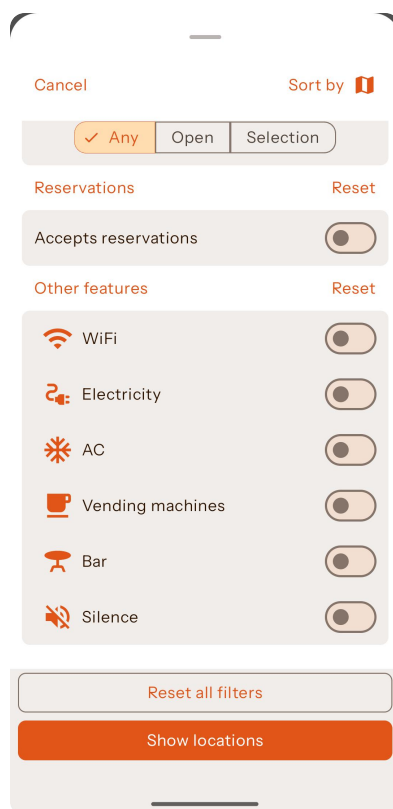 Cancel Sort by
Any Open Selection
Reservations Reset
Accepts reservations
Other features Reset
WiFi
Electricity
AC
Vending machines
Bar
Silence
Reset all filters
Show locations